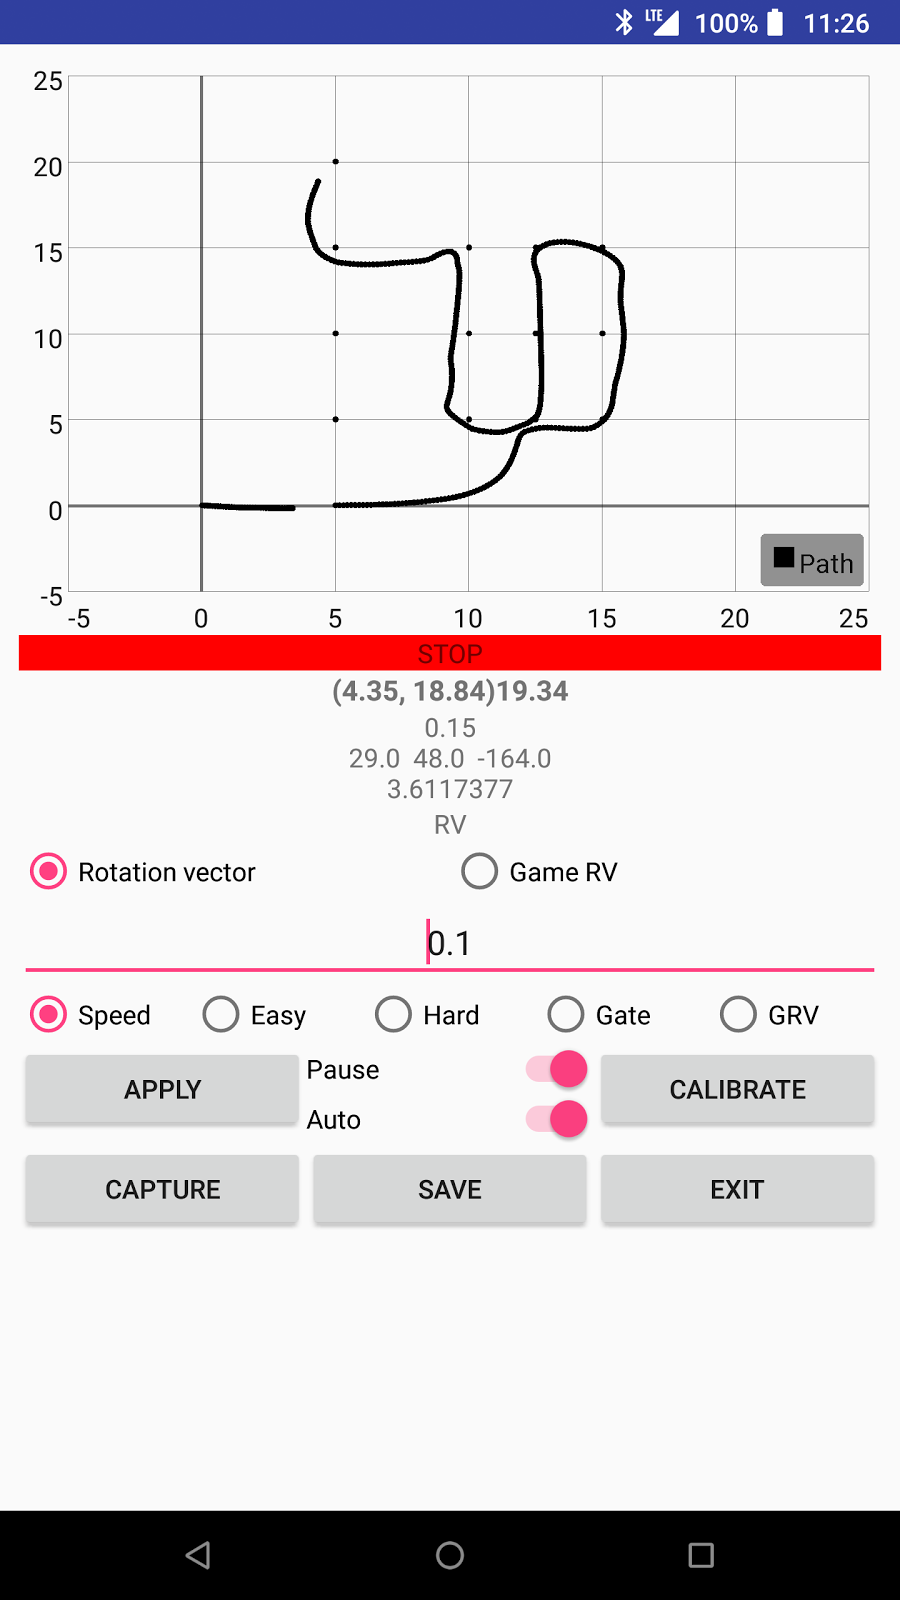 LTE 100% 11:26
25
20
15
10
5
0
-5
Path
-5 0 5 10 15 20 25
STOP
(4.35, 18.84)19.34
0.15
29.0 48.0 -164.0
3.6117377
RV
Rotation vector Game RV
0.1
Speed Easy Hard Gate GRV
APPLY Pause CALIBRATE
Auto
CAPTURE SAVE EXIT